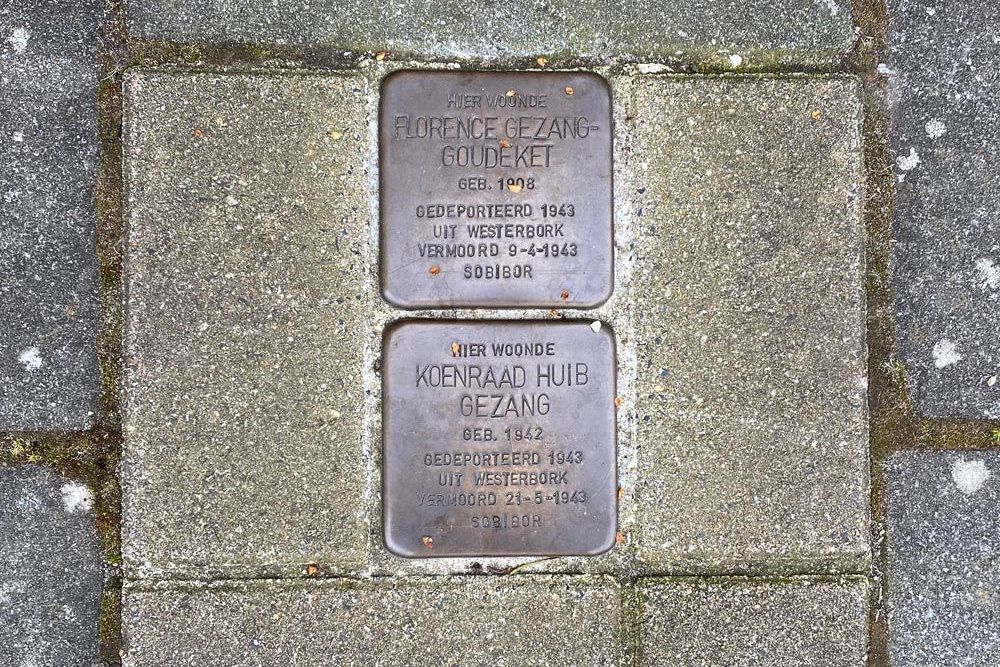 HIER WOONDE
FLORENCE GEZANG-
GOUDEKET
GEB. 1908
GEDEPORTEERD 1943
UIT WESTERBORK
VERMOORD 9-4-1943
SOBIBOR
HIER WOONDE
KOENRAAD HUIB
GEZANG
GEB. 1942
GEDEPORTEERD 1943
UIT WESTERBORK
VERMOORD 21-5-1943
SOBIBOR